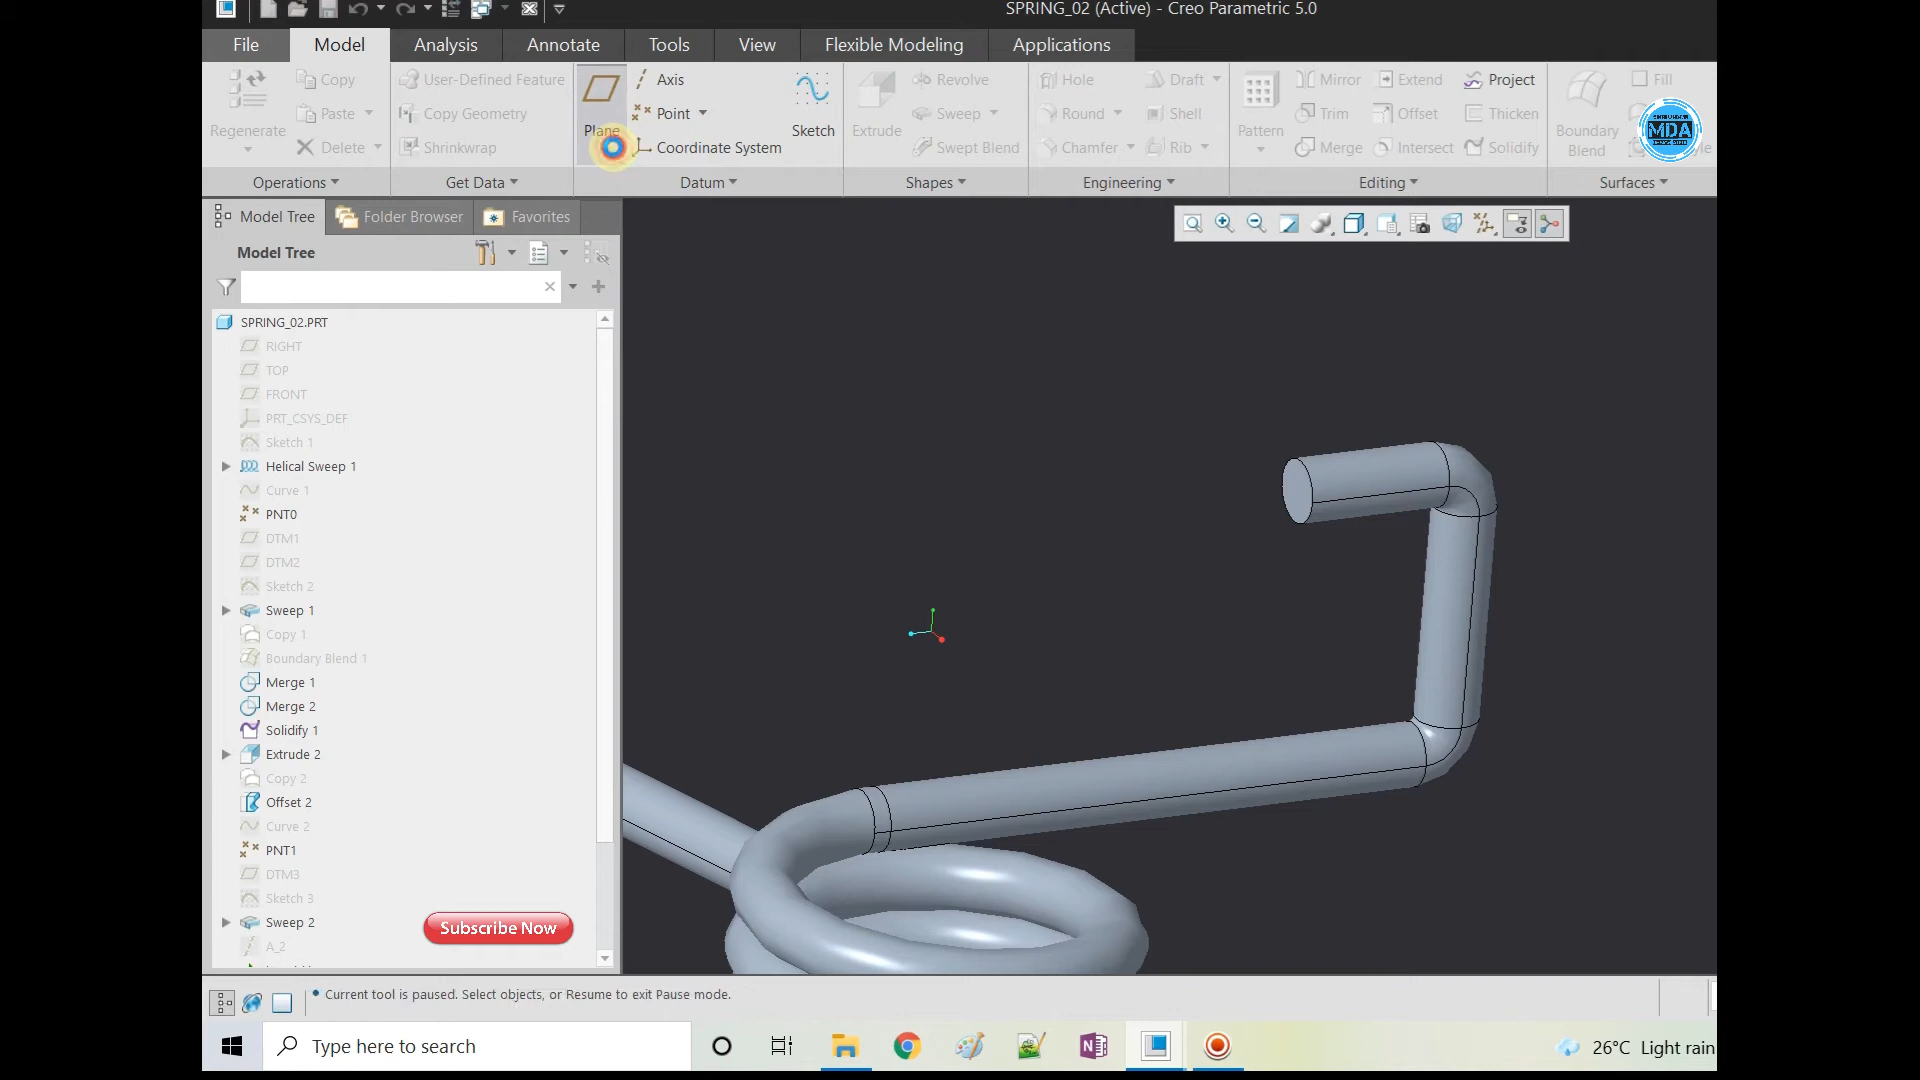 SPRING_02 (Active) - Creo Parametric 5.0
File Model Analysis Annotate Tools View Flexible Modeling Applications
Regenerate Copy Paste Delete
User-Defined Feature Copy Geometry Shrinkwrap
Plane Axis Point Coordinate System Sketch
Extrude Revolve Sweep Swept Blend
Hole Round Chamfer Draft Shell Rib
Pattern Mirror Trim Merge Extend Offset Intersect Project Thicken Solidify
Boundary Blend Fill
MDA
Operations Get Data Datum Shapes Engineering Editing Surfaces
Model Tree Folder Browser Favorites
Model Tree
SPRING_02.PRT
RIGHT
TOP
FRONT
PRT_CSYS_DEF
Sketch 1
Helical Sweep 1
Curve 1
PNT0
DTM1
DTM2
Sketch 2
Sweep 1
Copy 1
Boundary Blend 1
Merge 1
Merge 2
Solidify 1
Extrude 2
Copy 2
Offset 2
Curve 2
PNT1
DTM3
Sketch 3
Sweep 2
A_2
Subscribe Now
Current tool is paused. Select objects, or Resume to exit Pause mode.
Type here to search
26°C Light rain